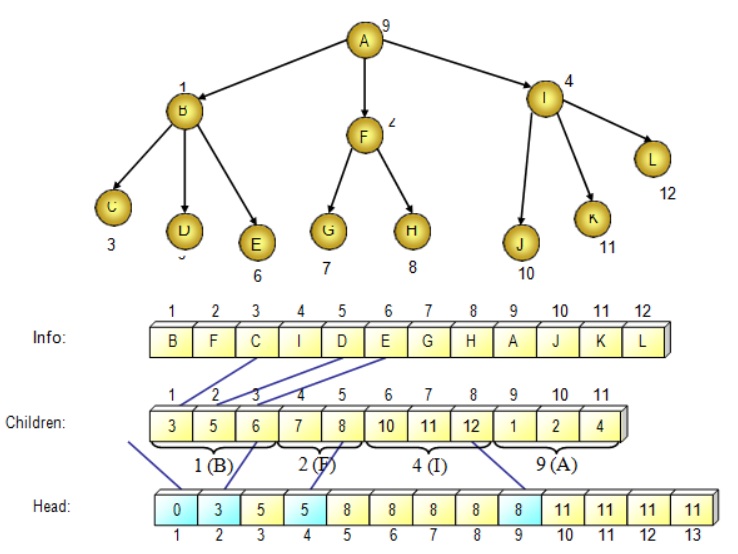 A 9
1 4
B I
F 2
L
12
C D E G H J K
3 11
6 7 8 10
1 2 3 4 5 6 7 8 9 10 11 12
Info: B F C I D E G H A J K L
1 2 3 4 5 6 7 8 9 10 11
Children: 3 5 6 7 8 10 11 12 1 2 4
1 (B) 2 (F) 4 (I) 9 (A)
Head: 0 3 5 5 8 8 8 8 8 11 11 11 11
1 2 3 4 5 6 7 8 9 10 11 12 13